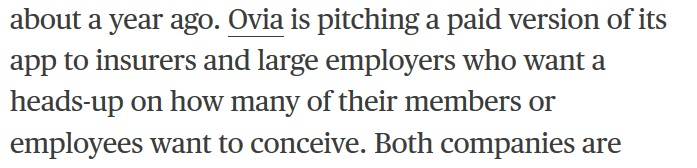 about a year ago. Ovia is pitching a paid version of its
app to insurers and large employers who want a
heads-up on how many of their members or
employees want to conceive. Both companies are